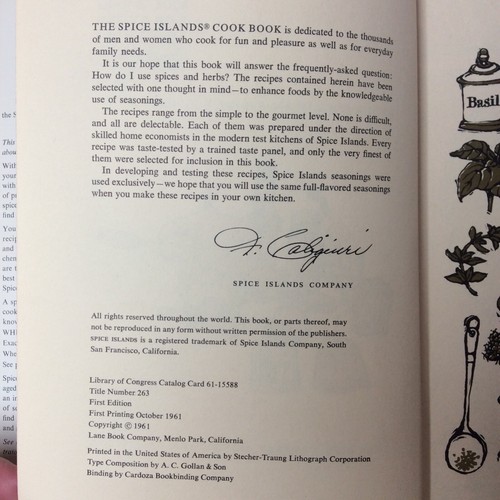 THE SPICE ISLANDS® COOK BOOK is dedicated to the thousands
of men and women who cook for fun and pleasure as well as for everyday
family needs.
It is our hope that this book will answer the frequently-asked question:
How do I use spices and herbs? The recipes contained herein have been
selected with one thought in mind—to enhance foods by the knowledgeable
use of seasonings.
The recipes range from the simple to the gourmet level. None is difficult,
and all are delectable. Each of them was prepared under the direction of
skilled home economists in the modern test kitchens of Spice Islands. Every
recipe was taste-tested by a trained taste panel, and only the very finest of
them were selected for inclusion in this book.
In developing and testing these recipes, Spice Islands seasonings were
used exclusively—we hope that you will use the same full-flavored seasonings
when you make these recipes in your own kitchen.
SPICE ISLANDS COMPANY
All rights reserved throughout the world. This book, or parts thereof, may
not be reproduced in any form without written permission of the publishers.
SPICE ISLANDS is a registered trademark of Spice Islands Company, South
San Francisco, California.
Library of Congress Catalog Card 61-15588
Title Number 263
First Edition
First Printing October 1961
Copyright © 1961
Lane Book Company, Menlo Park, California
Printed in the United States of America by Stecher-Traung Lithograph Corporation
Type Composition by A. C. Gollan & Son
Binding by Cardoza Bookbinding Company
Basil